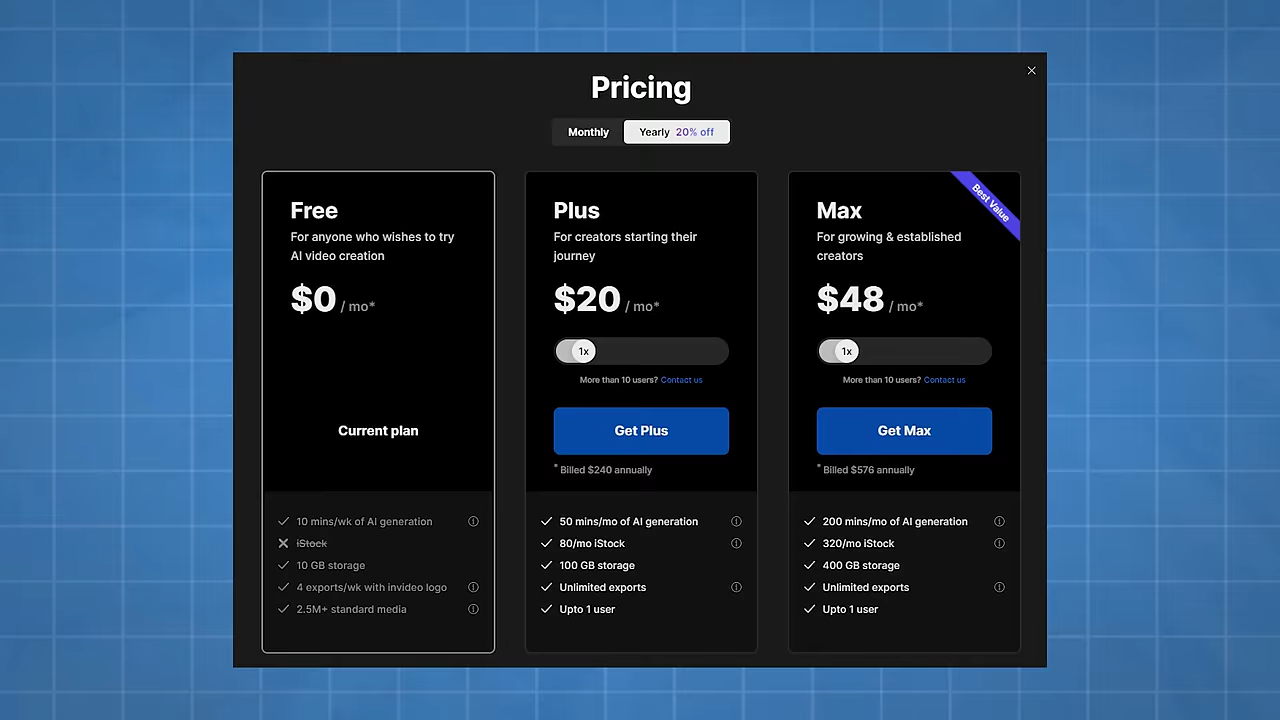 Pricing
Monthly
Yearly 20% off
Free
For anyone who wishes to try
AI video creation
$0 / mo*
Current plan
10 mins/wk of AI generation
iStock
10 GB storage
4 exports/wk with invideo logo
2.5M+ standard media
Plus
For creators starting their
journey
$20 / mo*
1x
More than 10 users? Contact us
Get Plus
* Billed $240 annually
50 mins/mo of AI generation
80/mo iStock
100 GB storage
Unlimited exports
Upto 1 user
Best Value
Max
For growing & established
creators
$48 / mo*
1x
More than 10 users? Contact us
Get Max
* Billed $576 annually
200 mins/mo of AI generation
320/mo iStock
400 GB storage
Unlimited exports
Upto 1 user